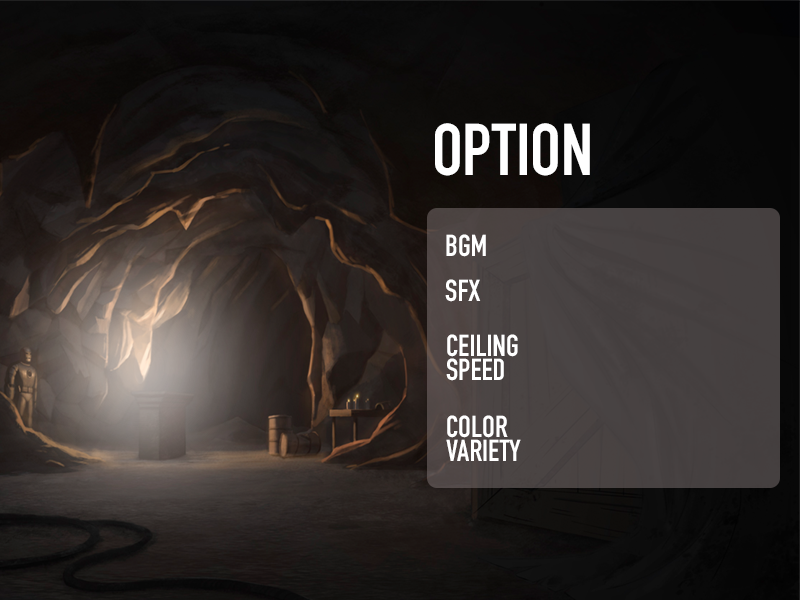 OPTION
BGM
SFX
CEILING
SPEED
COLOR
VARIETY